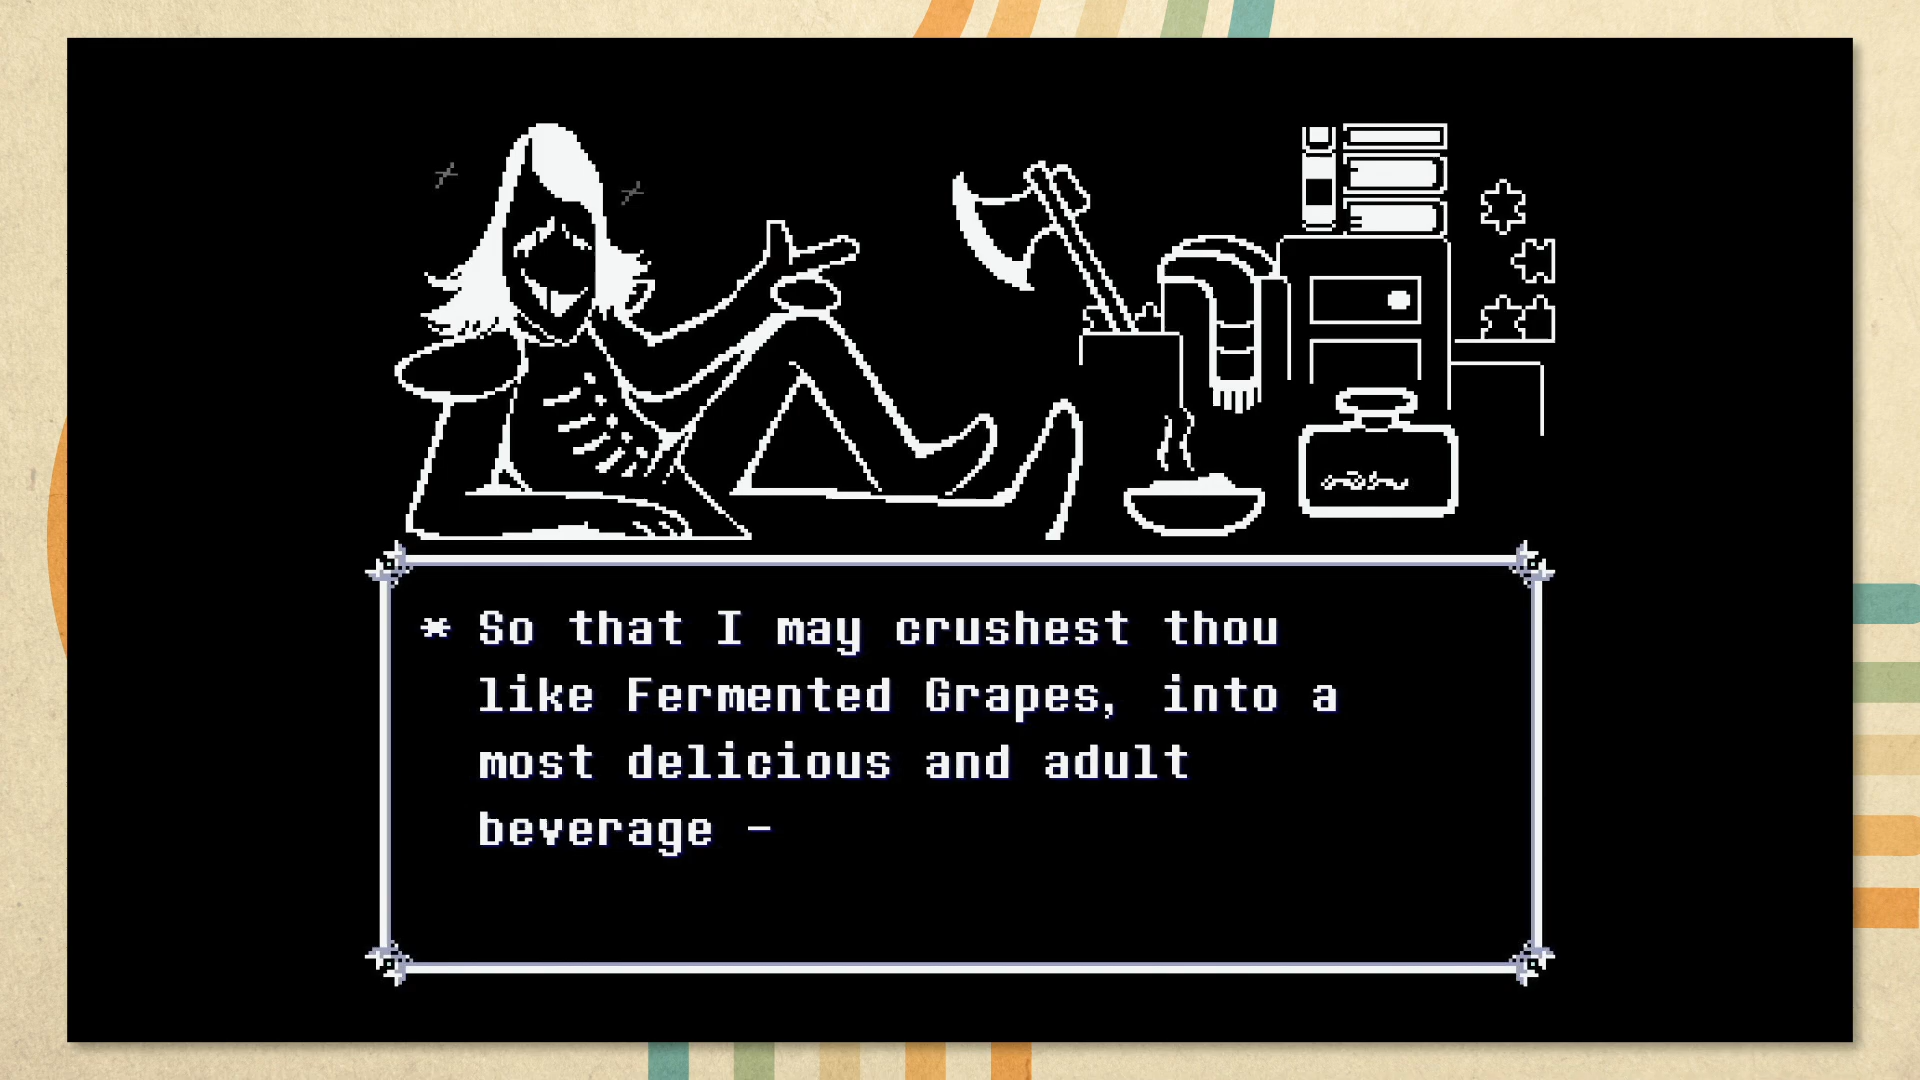 * So that I may crushest thou
like Fermented Grapes, into a
most delicious and adult
beverage -